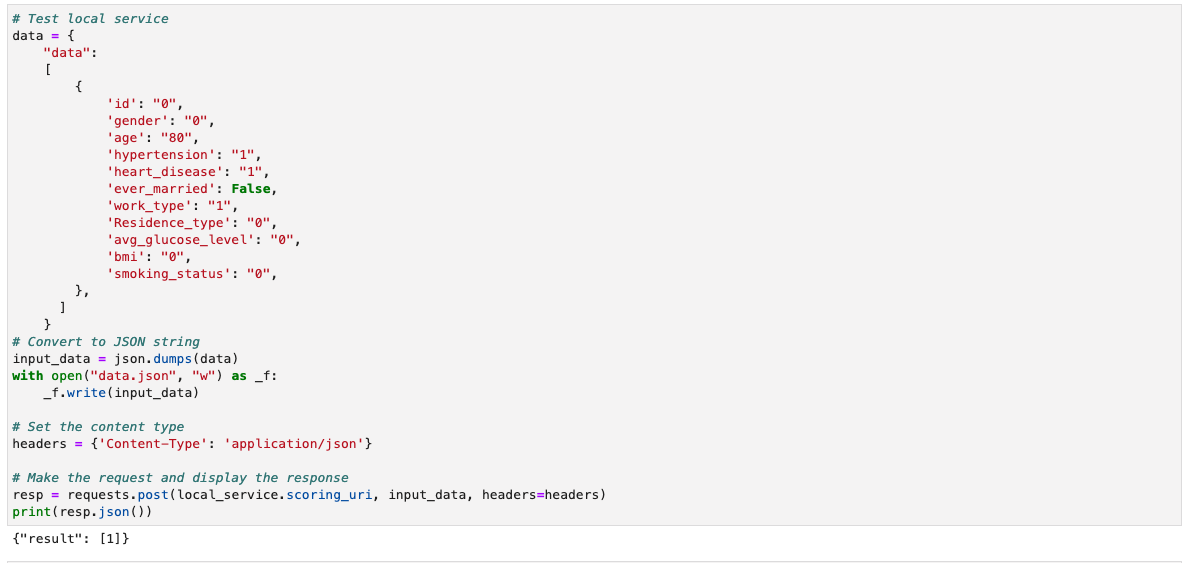 # Test local service
data = {
    "data":
    [
        {
            'id': "0",
            'gender': "0",
            'age': "80",
            'hypertension': "1",
            'heart_disease': "1",
            'ever_married': False,
            'work_type': "1",
            'Residence_type': "0",
            'avg_glucose_level': "0",
            'bmi': "0",
            'smoking_status': "0",
        },
      ]
    }
# Convert to JSON string
input_data = json.dumps(data)
with open("data.json", "w") as _f:
    _f.write(input_data)

# Set the content type
headers = {'Content-Type': 'application/json'}

# Make the request and display the response
resp = requests.post(local_service.scoring_uri, input_data, headers=headers)
print(resp.json())
{"result": [1]}